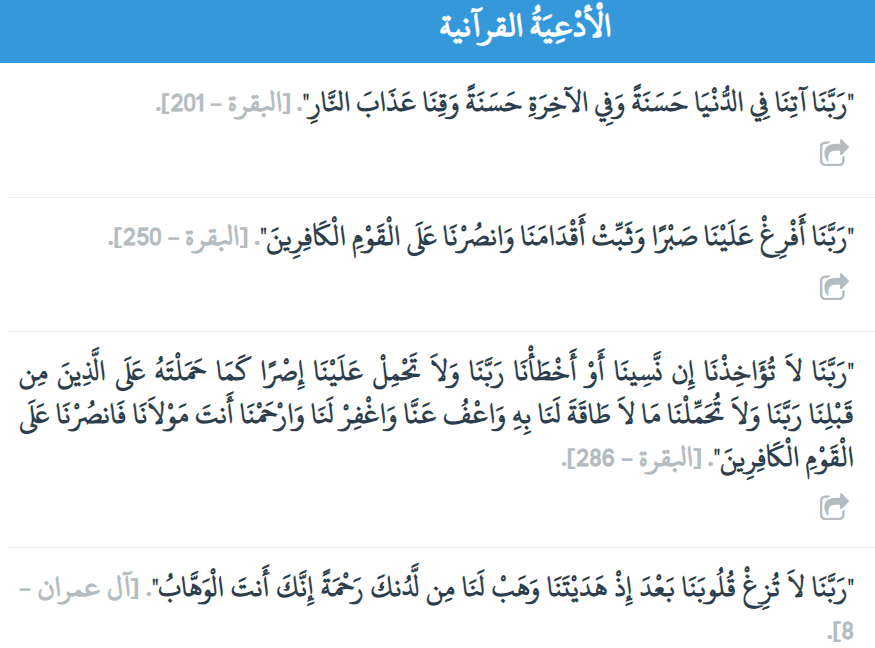 الْأَدْعِيَةُ القرآنية
"رَبَّنَا آتِنَا فِي الدُّنْيَا حَسَنَةً وَفِي الآخِرَةِ حَسَنَةً وَقِنَا عَذَابَ النَّارِ". [البقرة – 201].
"رَبَّنَا أَفْرِغْ عَلَيْنَا صَبْرًا وَثَبِّتْ أَقْدَامَنَا وَانصُرْنَا عَلَى الْقَوْمِ الْكَافِرِينَ". [البقرة – 250].
"رَبَّنَا لاَ تُؤَاخِذْنَا إِن نَّسِينَا أَوْ أَخْطَأْنَا رَبَّنَا وَلاَ تَحْمِلْ عَلَيْنَا إِصْرًا كَمَا حَمَلْتَهُ عَلَى الَّذِينَ مِن
قَبْلِنَا رَبَّنَا وَلاَ تُحَمِّلْنَا مَا لاَ طَاقَةَ لَنَا بِهِ وَاعْفُ عَنَّا وَاغْفِرْ لَنَا وَارْحَمْنَا أَنتَ مَوْلاَنَا فَانصُرْنَا عَلَى
الْقَوْمِ الْكَافِرِينَ". [البقرة – 286].
"رَبَّنَا لاَ تُزِغْ قُلُوبَنَا بَعْدَ إِذْ هَدَيْتَنَا وَهَبْ لَنَا مِن لَّدُنكَ رَحْمَةً إِنَّكَ أَنتَ الْوَهَّابُ". [آل عمران –
8].